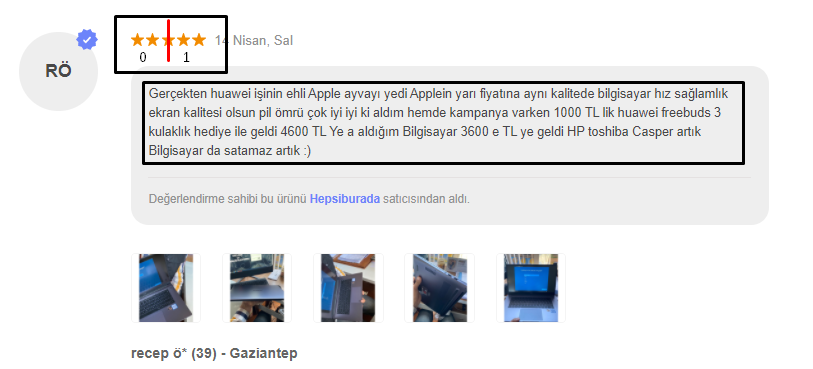 RÖ
14 Nisan, Sal
0 1
Gerçekten huawei işinin ehli Apple ayvayı yedi Applein yarı fiyatına aynı kalitede bilgisayar hız sağlamlık
ekran kalitesi olsun pil ömrü çok iyi iyi ki aldım hemde kampanya varken 1000 TL lik huawei freebuds 3
kulaklık hediye ile geldi 4600 TL Ye a aldığım Bilgisayar 3600 e TL ye geldi HP toshiba Casper artık
Bilgisayar da satamaz artık :)
Değerlendirme sahibi bu ürünü Hepsiburada satıcısından aldı.
recep ö* (39) - Gaziantep